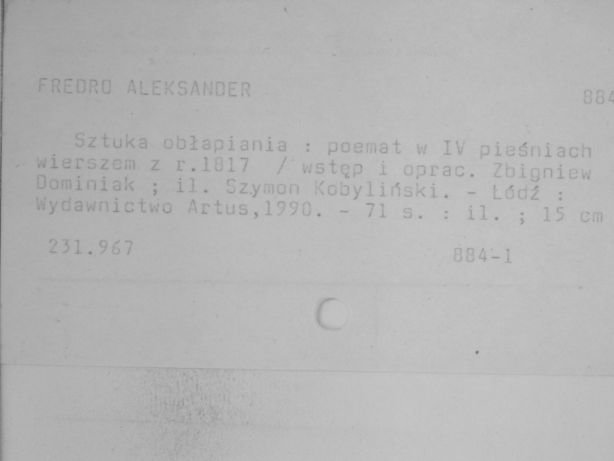 FREDRO ALEKSANDER
884
Sztuka obłapiania : poemat w IV pieśniach
wierszem z r.1817 / wstęp i oprac. Zbigniew
Dominiak ; il. Szymon Kobyliński. - Łódź :
Wydawnictwo Artus,1990. - 71 s. : il. ; 15 cm
231.967
884-1